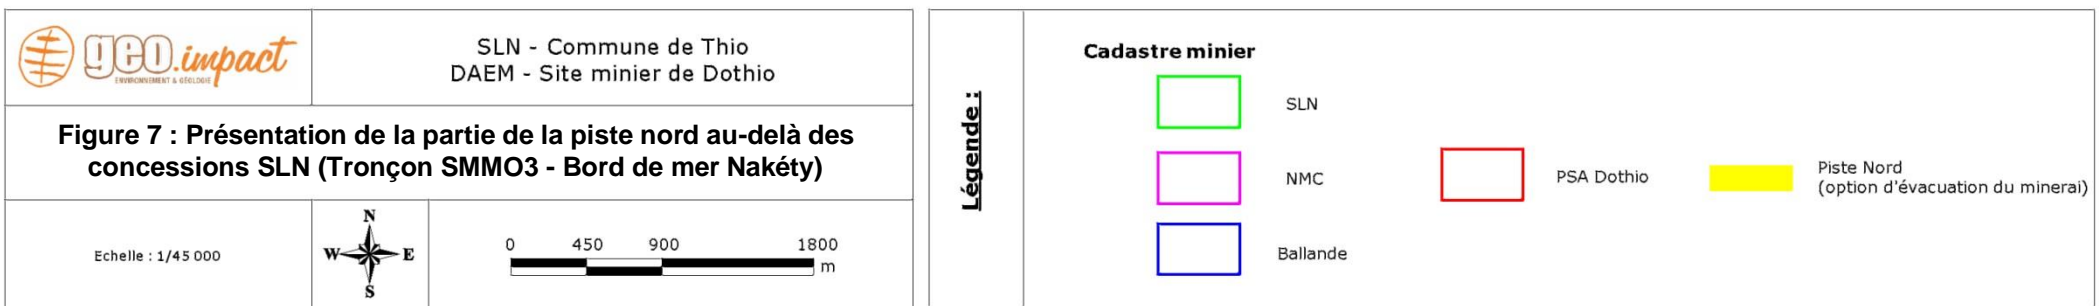 geo.impact
ENVIRONNEMENT & GÉOLOGIE
SLN - Commune de Thio
DAEM - Site minier de Dothio
Figure 7 : Présentation de la partie de la piste nord au-delà des
concessions SLN (Tronçon SMMO3 - Bord de mer Nakéty)
Echelle : 1/45 000
N
W E
S
0 450 900 1800
m
Légende :
Cadastre minier
SLN
NMC
Ballande
PSA Dothio
Piste Nord
(option d'évacuation du minerai)